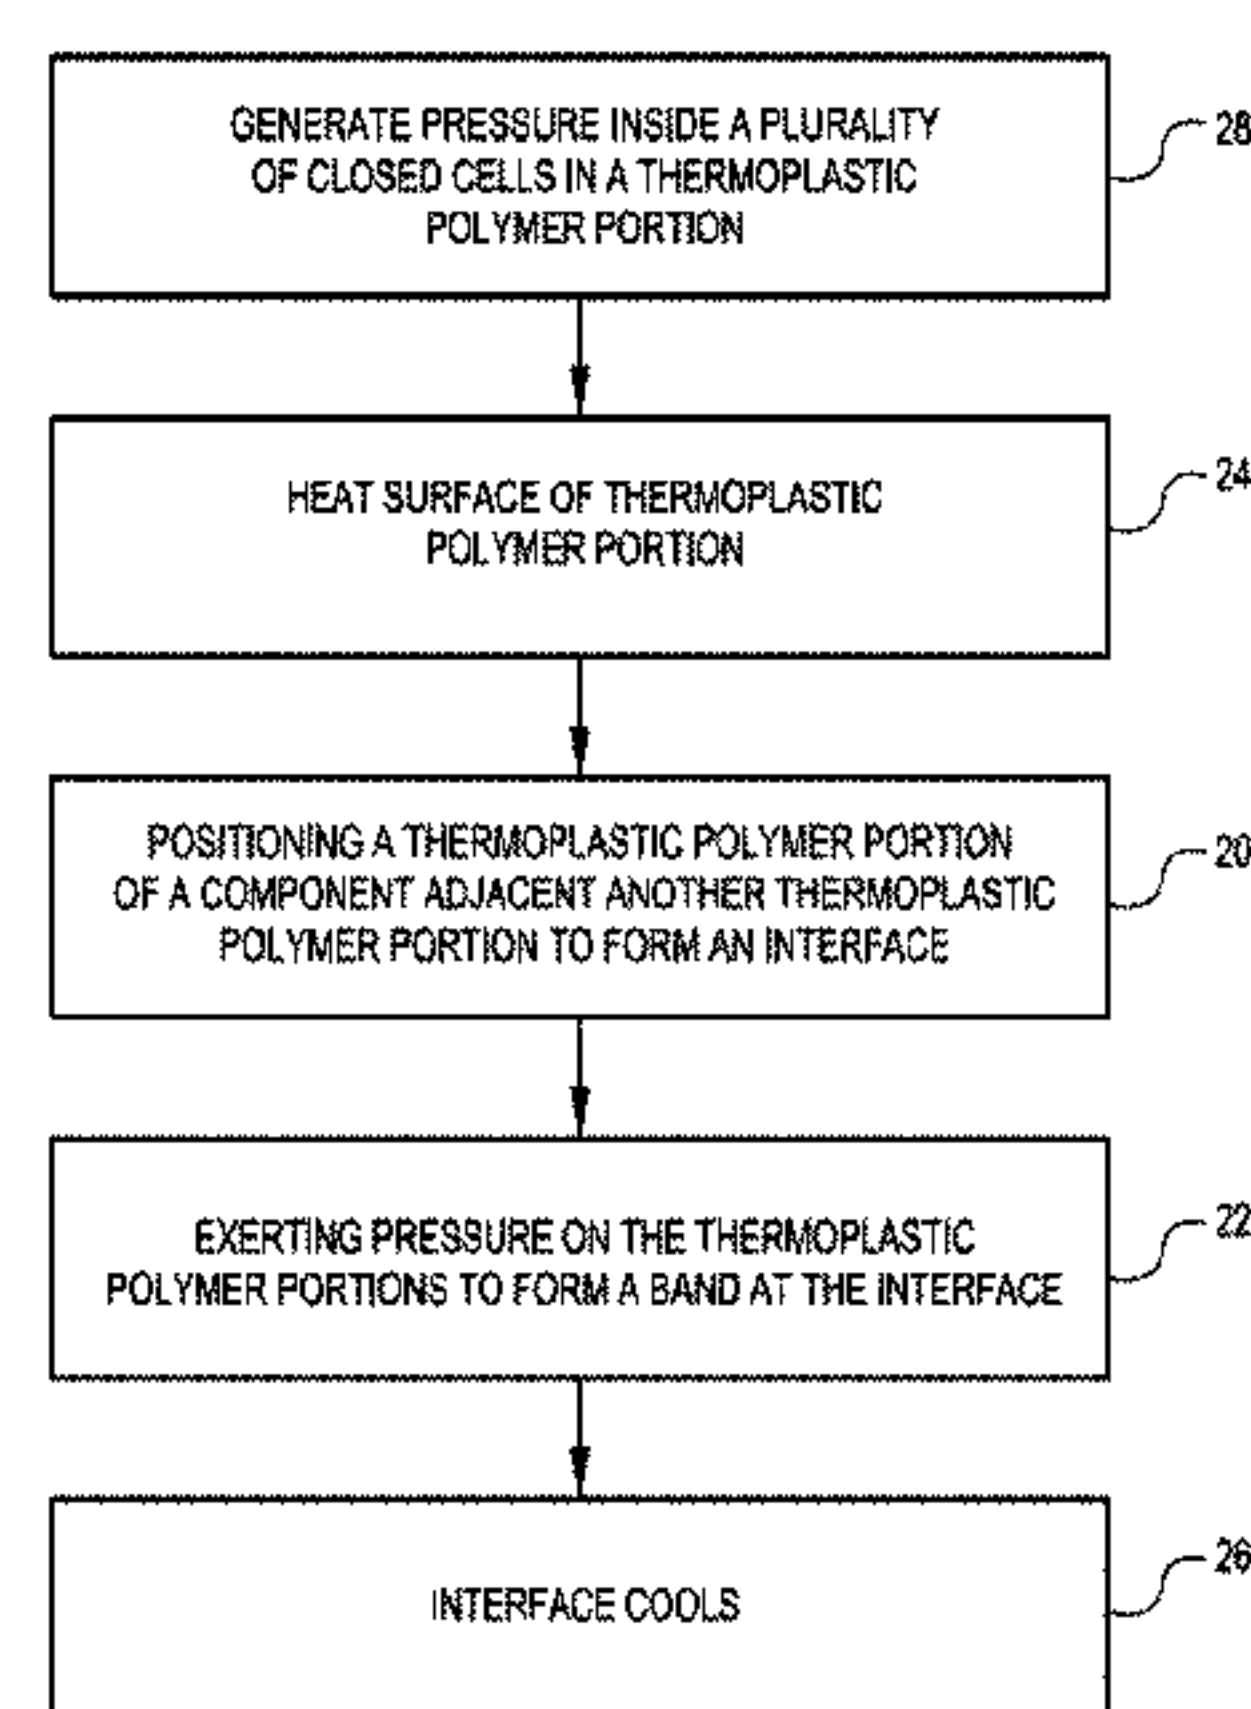 GENERATE PRESSURE INSIDE A PLURALITY
OF CLOSED CELLS IN A THERMOPLASTIC
POLYMER PORTION
28
HEAT SURFACE OF THERMOPLASTIC
POLYMER PORTION
24
POSITIONING A THERMOPLASTIC POLYMER PORTION
OF A COMPONENT ADJACENT ANOTHER THERMOPLASTIC
POLYMER PORTION TO FORM AN INTERFACE
20
EXERTING PRESSURE ON THE THERMOPLASTIC
POLYMER PORTIONS TO FORM A BAND AT THE INTERFACE
22
INTERFACE COOLS
26